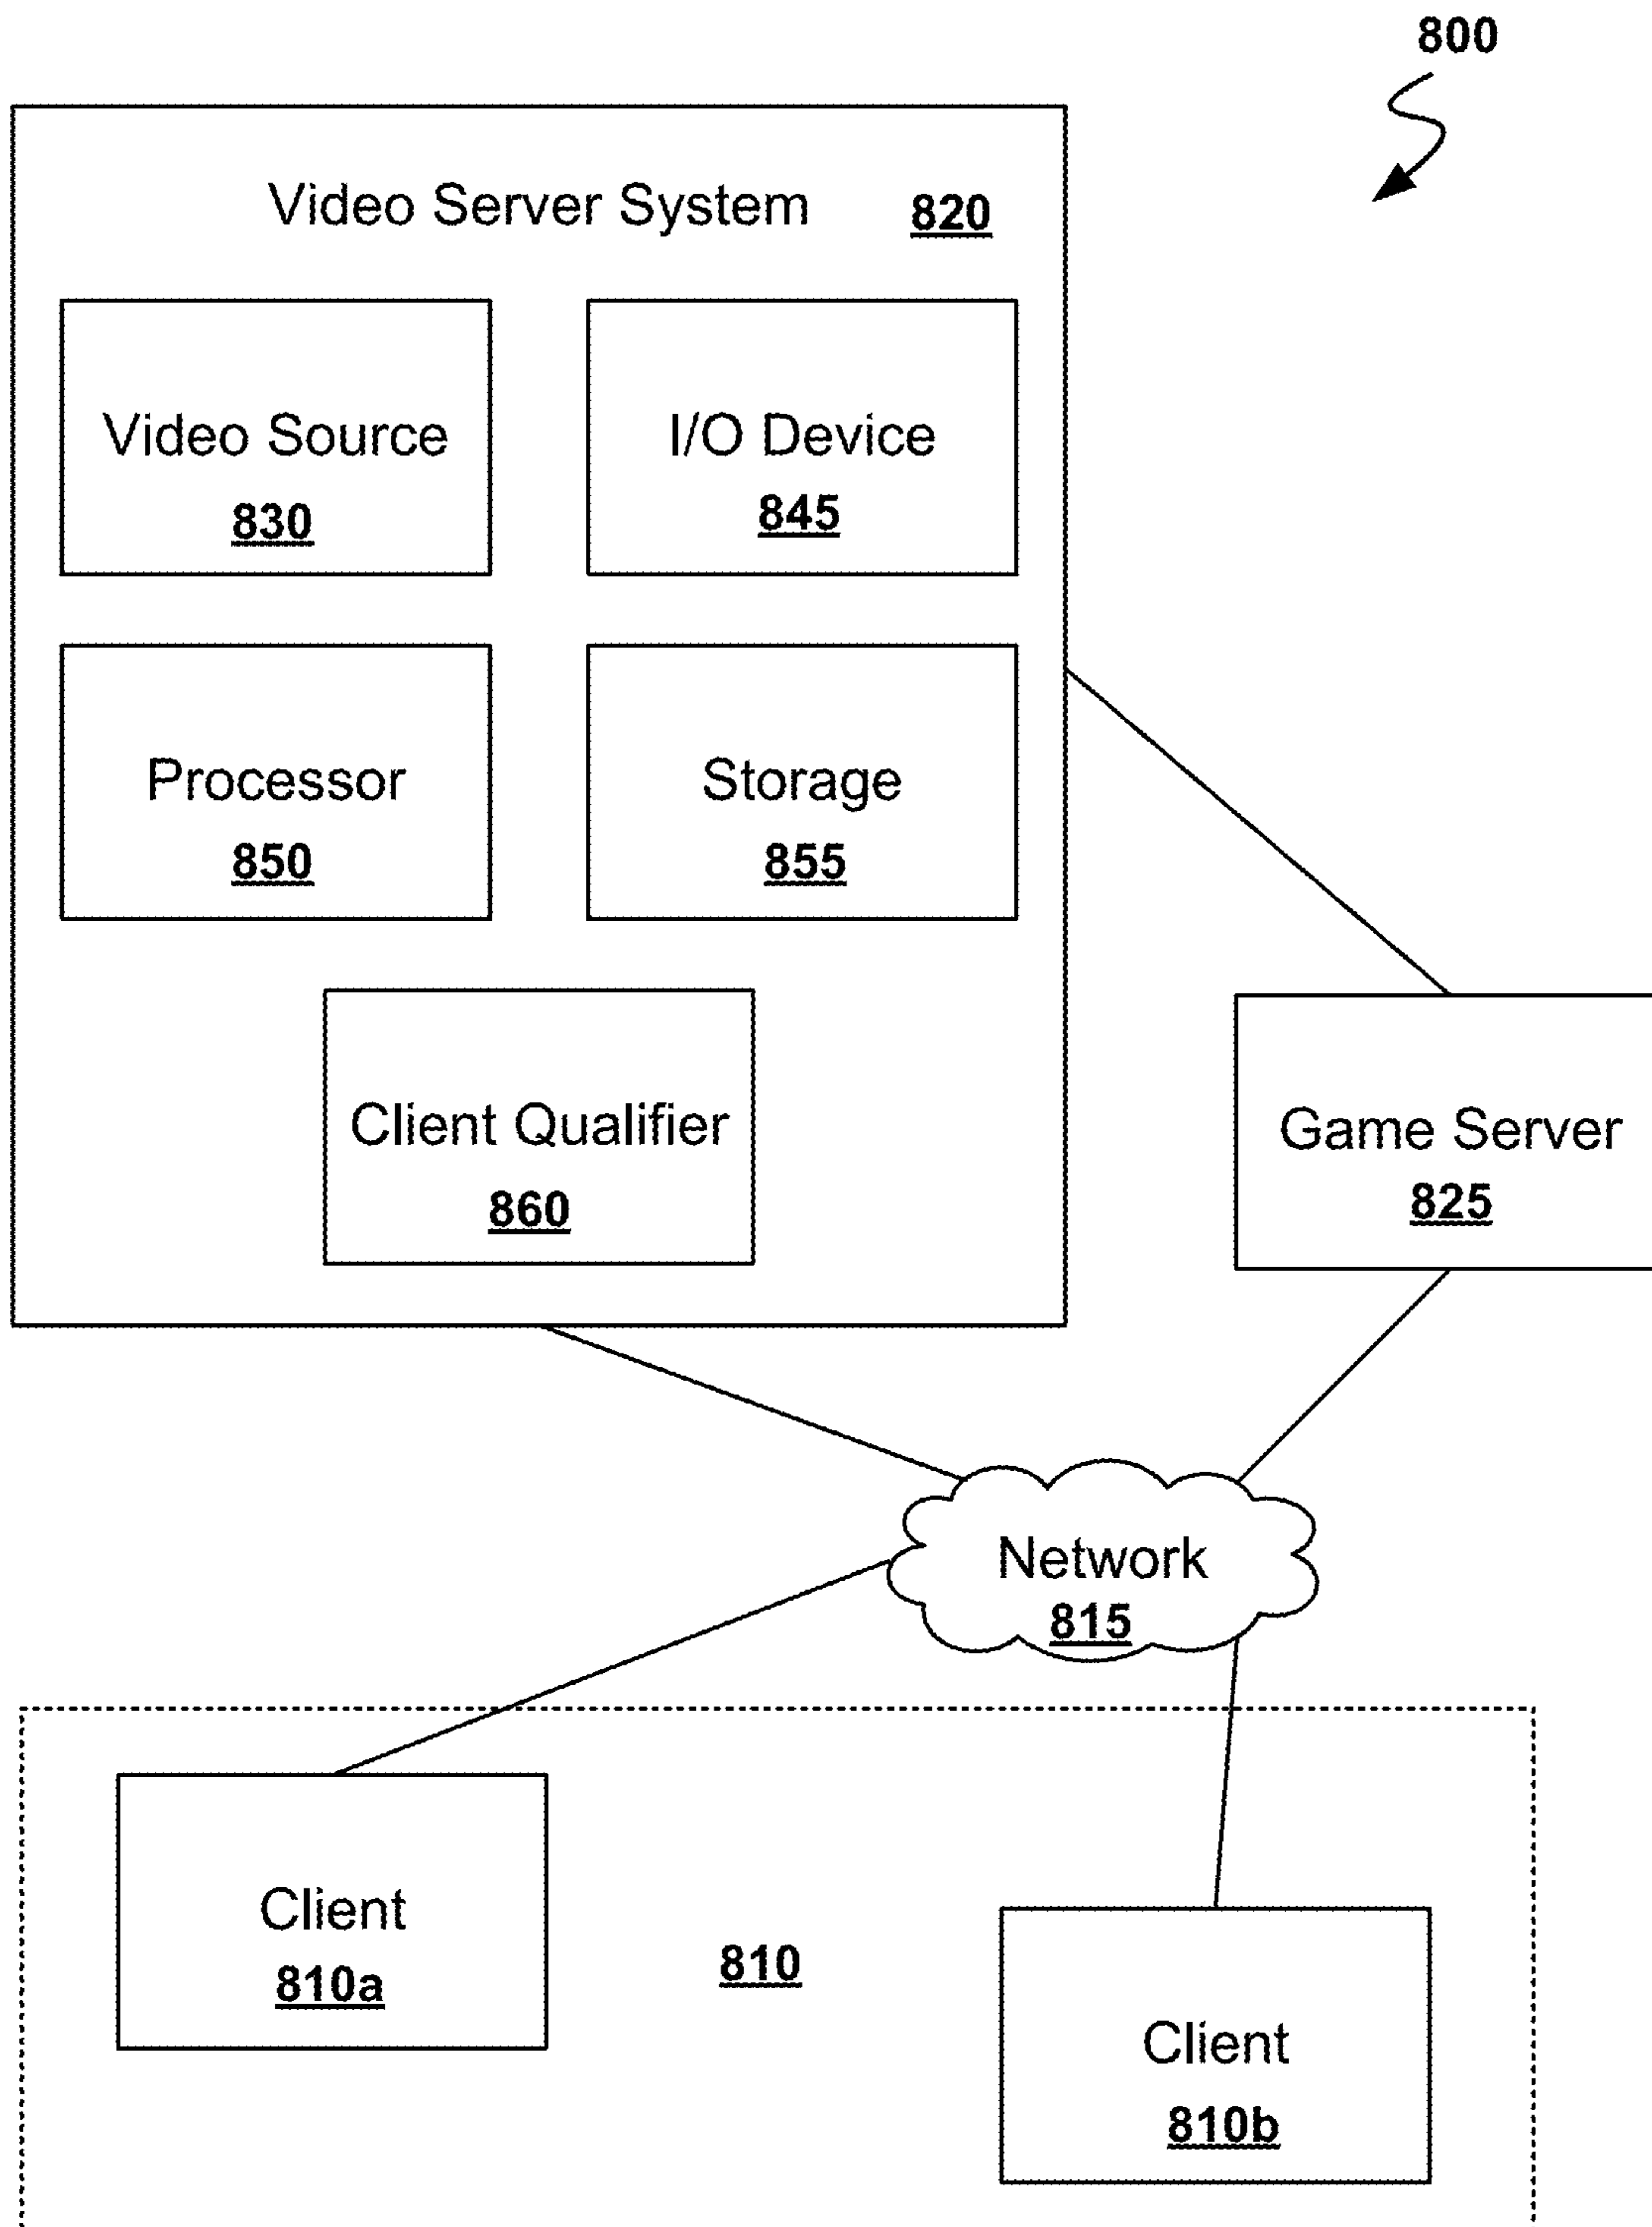 800
Video Server System 820
Video Source
830
I/O Device
845
Processor
850
Storage
855
Client Qualifier
860
Game Server
825
Network
815
Client
810a
810
Client
810b